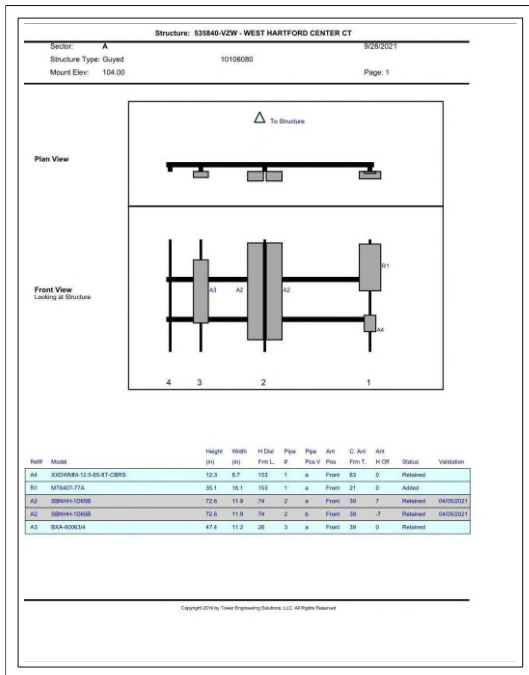 Structure: 535840-VZW - WEST HARTFORD CENTER CT
Sector: A 9/28/2021
Structure Type: Guyed 10106080
Mount Elev: 104.00 Page: 1
To Structure
Plan View
Front View
Looking at Structure
R1
A3 A2 A2
A4
4 3 2 1
Height Width H Dist Pipe Pipe Ant C. Ant Ant
Ref# Model (in) (in) Frm L. # Pos V Pos Frm T. H Off Status Validation
A4 XXDWMM-12.5-65-8T-CBRS 12.3 8.7 153 1 a Front 63 0 Retained
R1 MT6407-77A 35.1 16.1 153 1 a Front 21 0 Added
A2 SBNHH-1D65B 72.6 11.9 74 2 a Front 39 7 Retained 04/05/2021
A2 SBNHH-1D65B 72.6 11.9 74 2 b Front 39 -7 Retained 04/05/2021
A3 BXA-80063/4 47.4 11.2 26 3 a Front 39 0 Retained
Copyright 2019 by Tower Engineering Solutions, LLC. All Rights Reserved